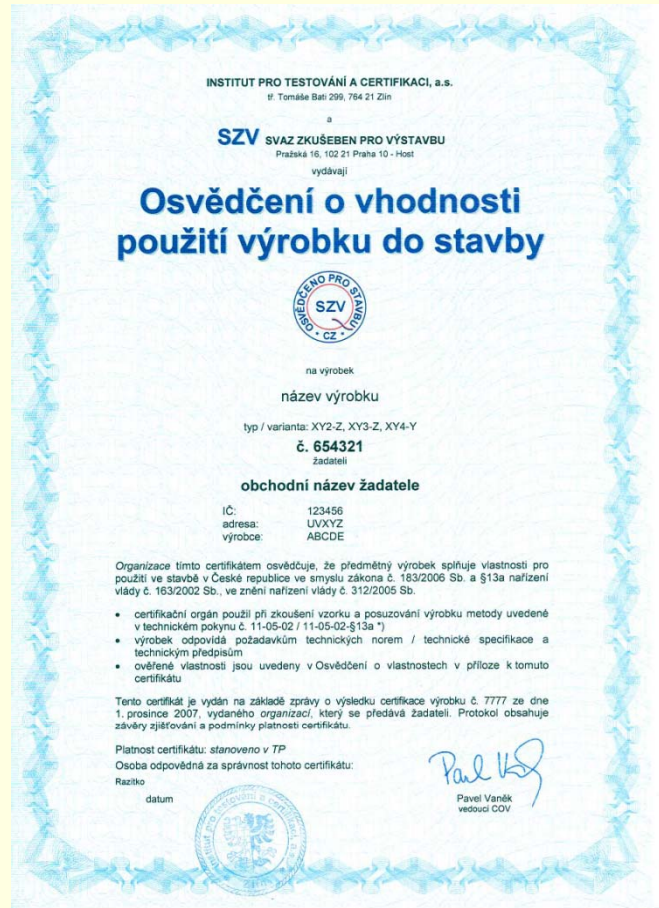 INSTITUT PRO TESTOVÁNÍ A CERTIFIKACI, a.s.
tř. Tomáše Bati 299, 764 21 Zlín
a
SZV SVAZ ZKUŠEBEN PRO VÝSTAVBU
Pražská 16, 102 21 Praha 10 - Host
vydávají
Osvědčení o vhodnosti
použití výrobku do stavby
OSVĚDČENO PRO STAVBU
SZV
• CZ •
na výrobek
název výrobku
typ / varianta: XY2-Z, XY3-Z, XY4-Y
č. 654321
žadateli
obchodní název žadatele
IČ: 123456
adresa: UVXYZ
výrobce: ABCDE
Organizace tímto certifikátem osvědčuje, že předmětný výrobek splňuje vlastnosti pro
použití ve stavbě v České republice ve smyslu zákona č. 183/2006 Sb. a §13a nařízení
vlády č. 163/2002 Sb., ve znění nařízení vlády č. 312/2005 Sb.
• certifikační orgán použil při zkoušení vzorku a posuzování výrobku metody uvedené
v technickém pokynu č. 11-05-02 / 11-05-02-§13a *)
• výrobek odpovídá požadavkům technických norem / technické specifikace a
technickým předpisům
• ověřené vlastnosti jsou uvedeny v Osvědčení o vlastnostech v příloze k tomuto
certifikátu
Tento certifikát je vydán na základě zprávy o výsledku certifikace výrobku č. 7777 ze dne
1. prosince 2007, vydaného organizací, který se předává žadateli. Protokol obsahuje
závěry zjišťování a podmínky platnosti certifikátu.
Platnost certifikátu: stanoveno v TP
Osoba odpovědná za správnost tohoto certifikátu:
Razítko
datum
Pavel Vaněk
vedoucí COV